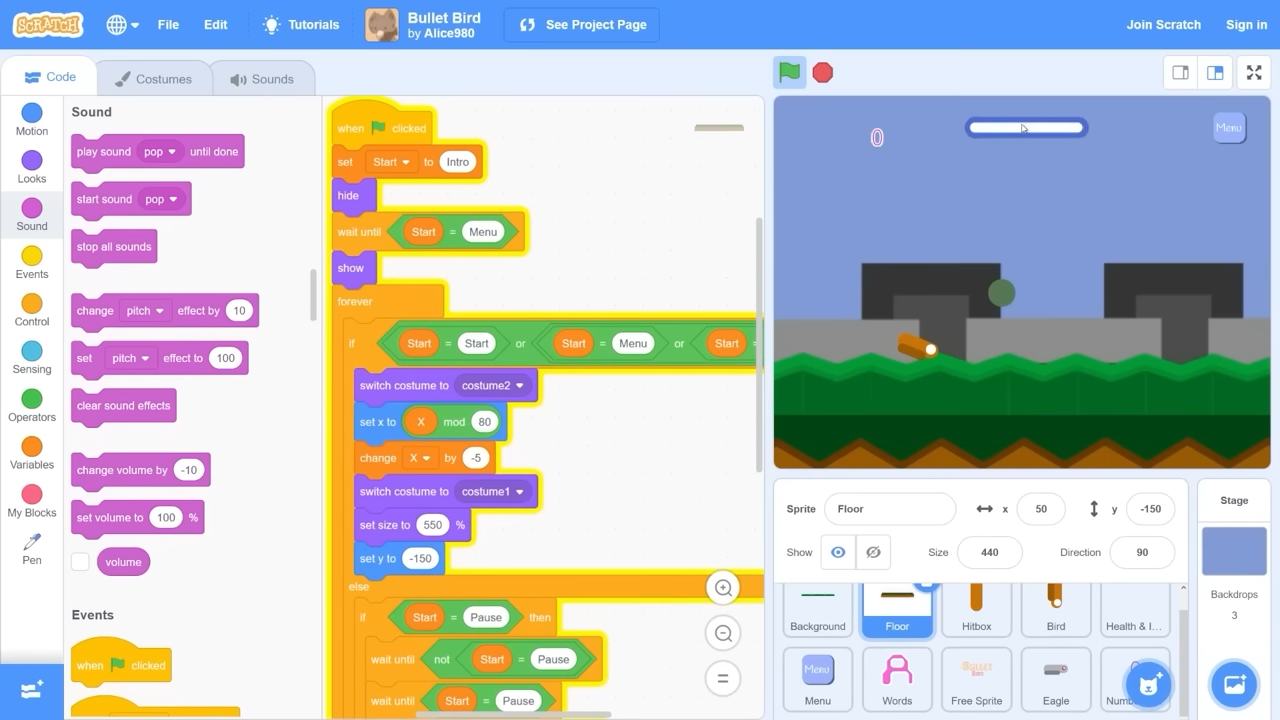 SCRATCH
File
Edit
Tutorials
Bullet Bird
by Alice980
See Project Page
Join Scratch
Sign in
Code
Costumes
Sounds
Motion
Looks
Sound
Events
Control
Sensing
Operators
Variables
My Blocks
Pen
Sound
play sound pop until done
start sound pop
stop all sounds
change pitch effect by 10
set pitch effect to 100
clear sound effects
change volume by -10
set volume to 100 %
volume
Events
when clicked
when clicked
set Start to Intro
hide
wait until Start = Menu
show
forever
if Start = Start or Start = Menu or Start =
switch costume to costume2
set x to X mod 80
change X by -5
switch costume to costume1
set size to 550 %
set y to -150
else
if Start = Pause then
wait until not Start = Pause
wait until Start = Pause
0
Menu
Sprite Floor x 50 y -150
Show Size 440 Direction 90
Background
Floor
Hitbox
Bird
Health & I...
Menu
Menu
Words
Free Sprite
Eagle
Stage
Backdrops
3